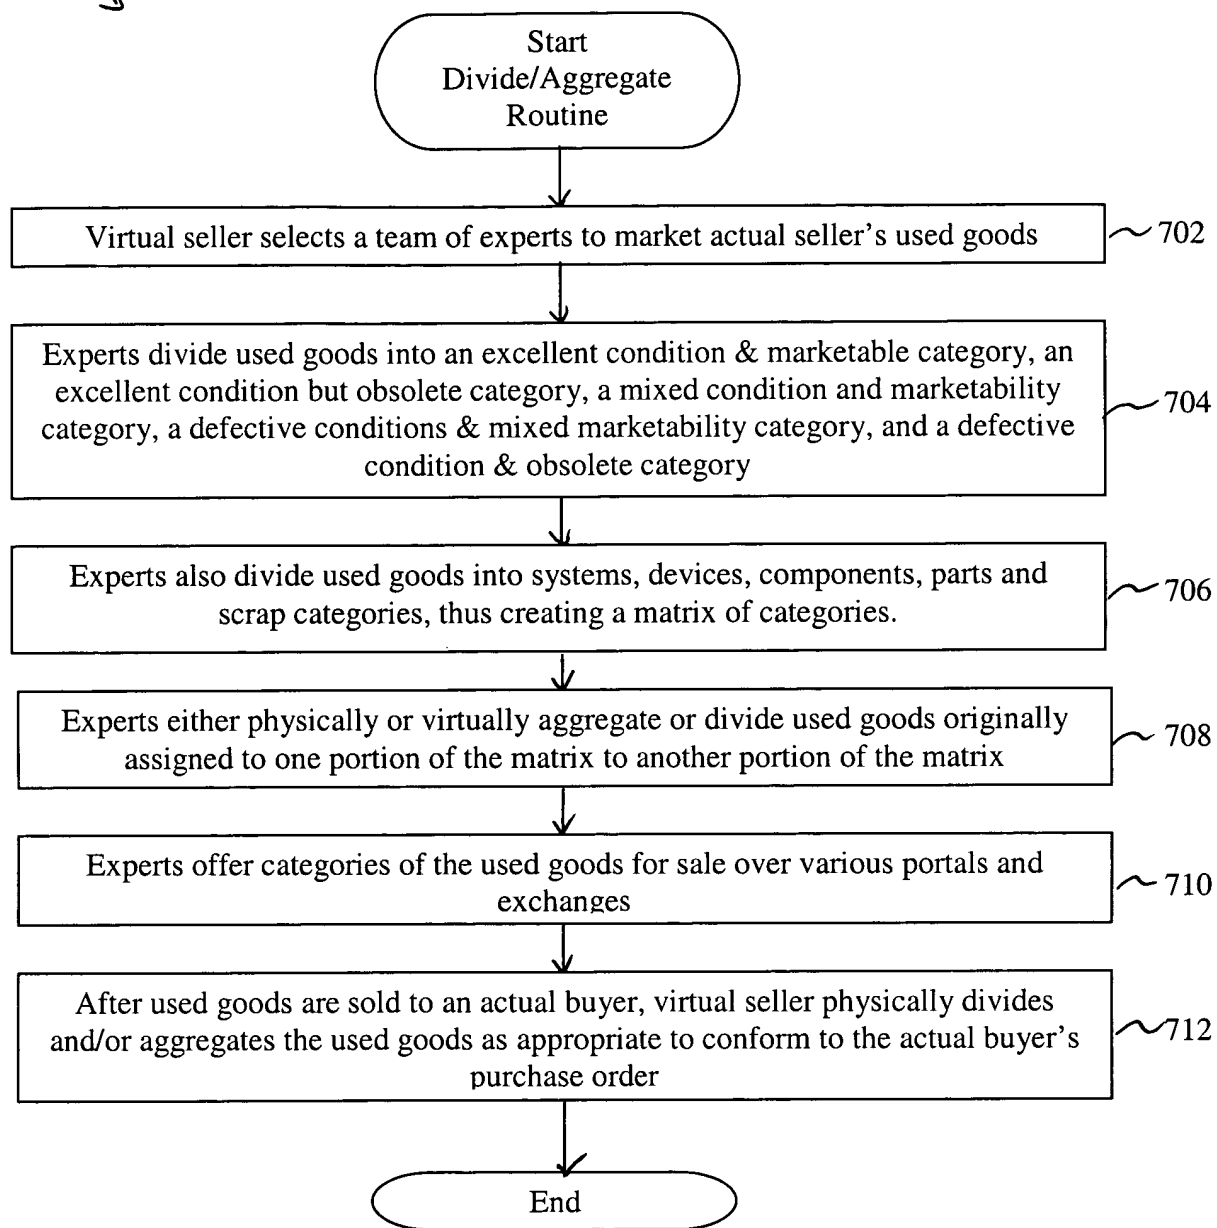 Start
Divide/Aggregate
Routine
Virtual seller selects a team of experts to market actual seller's used goods
702
Experts divide used goods into an excellent condition & marketable category, an
excellent condition but obsolete category, a mixed condition and marketability
category, a defective conditions & mixed marketability category, and a defective
condition & obsolete category
704
Experts also divide used goods into systems, devices, components, parts and
scrap categories, thus creating a matrix of categories.
706
Experts either physically or virtually aggregate or divide used goods originally
assigned to one portion of the matrix to another portion of the matrix
708
Experts offer categories of the used goods for sale over various portals and
exchanges
710
After used goods are sold to an actual buyer, virtual seller physically divides
and/or aggregates the used goods as appropriate to conform to the actual buyer's
purchase order
712
End